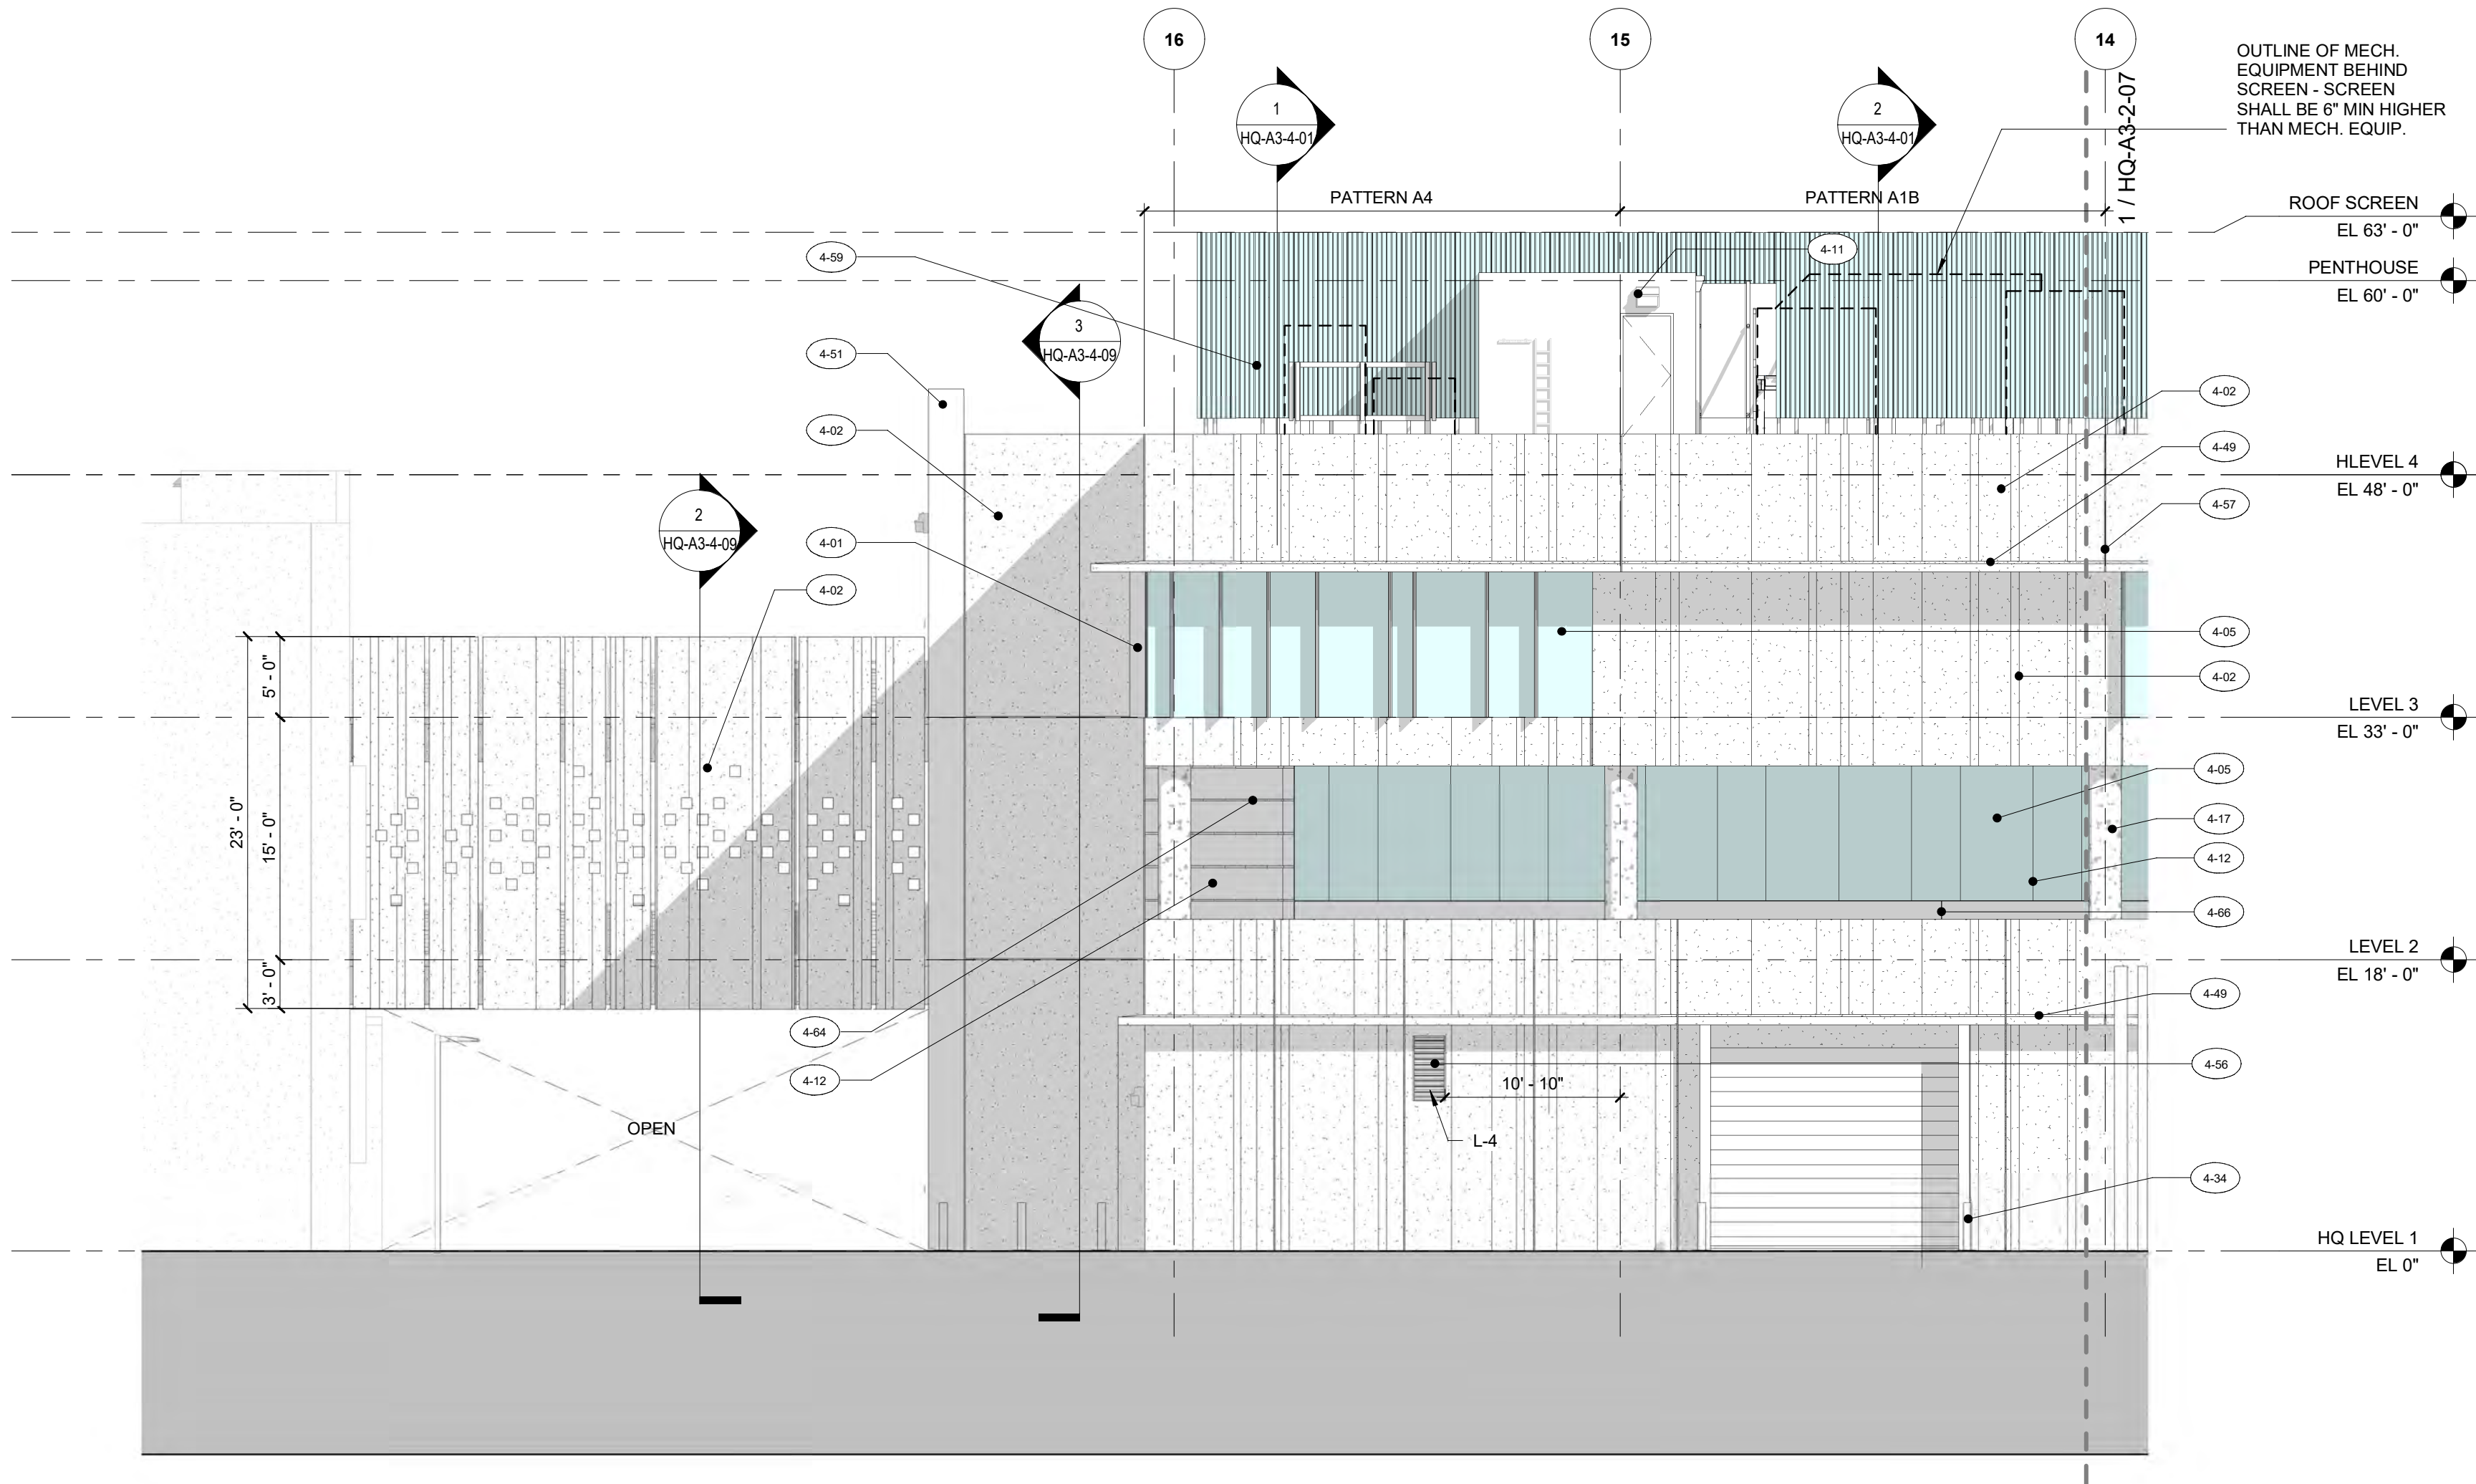 16
15
14
OUTLINE OF MECH.
EQUIPMENT BEHIND
SCREEN - SCREEN
SHALL BE 6" MIN HIGHER
THAN MECH. EQUIP.
1 / HQ-A3-2-07
1
HQ-A3-4-01
2
HQ-A3-4-01
PATTERN A4
PATTERN A1B
ROOF SCREEN
EL 63' - 0"
4-59
4-11
PENTHOUSE
EL 60' - 0"
3
HQ-A3-4-09
4-51
4-02
4-02
4-49
HLEVEL 4
EL 48' - 0"
4-57
2
HQ-A3-4-09
4-01
4-02
4-05
5' - 0"
4-02
LEVEL 3
EL 33' - 0"
4-05
23' - 0"
15' - 0"
4-17
4-12
4-66
LEVEL 2
EL 18' - 0"
3' - 0"
4-49
4-64
4-56
4-12
10' - 10"
OPEN
L-4
4-34
HQ LEVEL 1
EL 0"